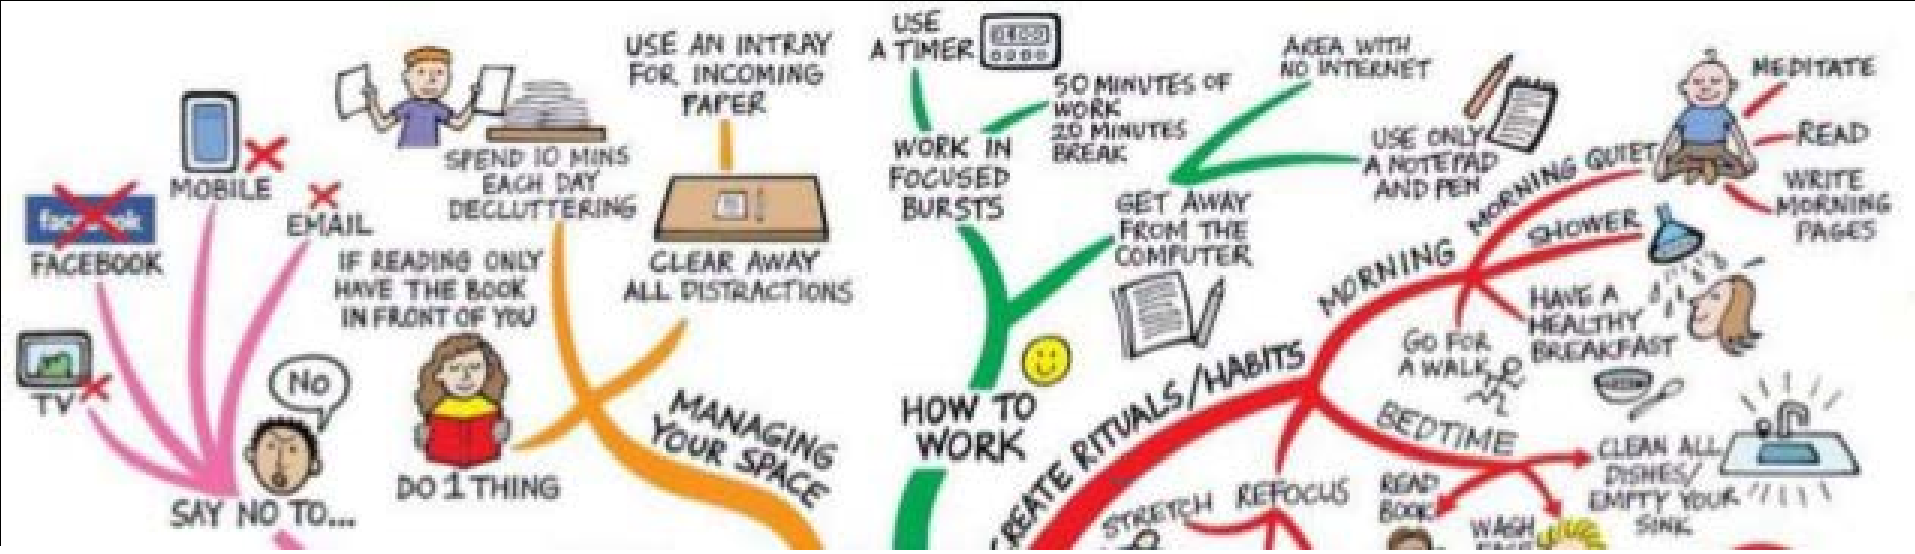 USE
A TIMER
50 MINUTES OF
WORK
20 MINUTES
BREAK
WORK IN
FOCUSED
BURSTS
AREA WITH
NO INTERNET
USE ONLY
A NOTEPAD
AND PEN
GET AWAY
FROM THE
COMPUTER
HOW TO
WORK
USE AN INTRAY
FOR INCOMING
PAPER
SPEND 10 MINS
EACH DAY
DECLUTTERING
CLEAR AWAY
ALL DISTRACTIONS
IF READING ONLY
HAVE THE BOOK
IN FRONT OF YOU
DO 1 THING
MANAGING
YOUR SPACE
MOBILE
EMAIL
facebook
FACEBOOK
TV
NO
SAY NO TO...
MEDITATE
READ
WRITE
MORNING
PAGES
MORNING QUIET
SHOWER
MORNING
HAVE A
HEALTHY
BREAKFAST
GO FOR
A WALK
CREATE RITUALS/HABITS
BEDTIME
CLEAN ALL
DISHES/
EMPTY YOUR
SINK
READ
BOOK
WASH
FACE
STRETCH
REFOCUS